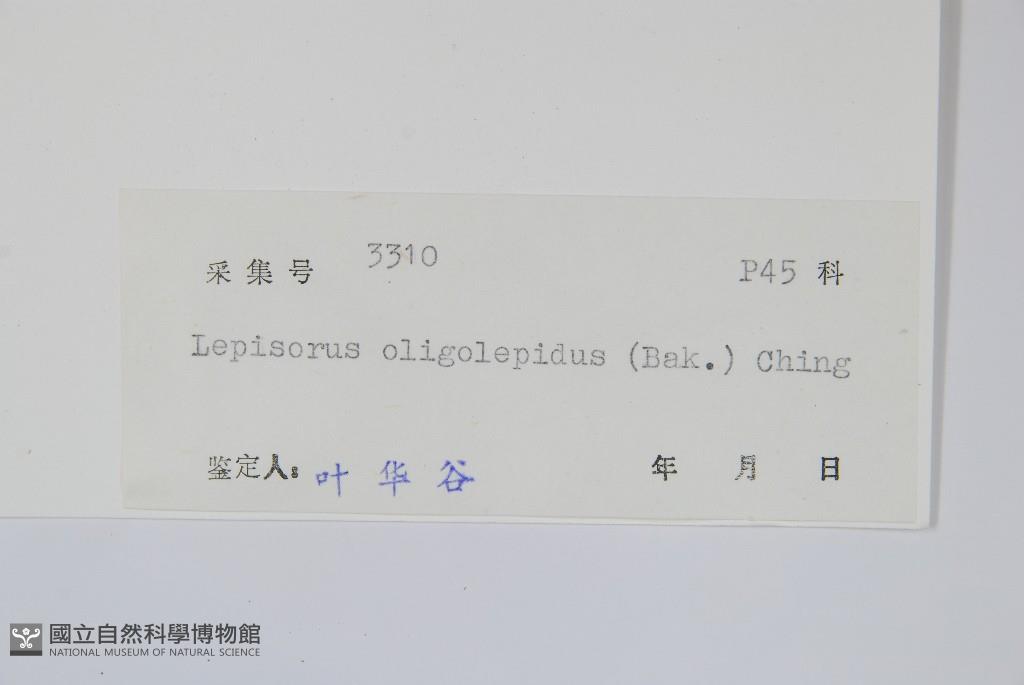 采集号 3310 P45 科
Lepisorus oligolepidus (Bak.) Ching
鉴定人: 叶华谷 年 月 日
國立自然科學博物館
NATIONAL MUSEUM OF NATURAL SCIENCE